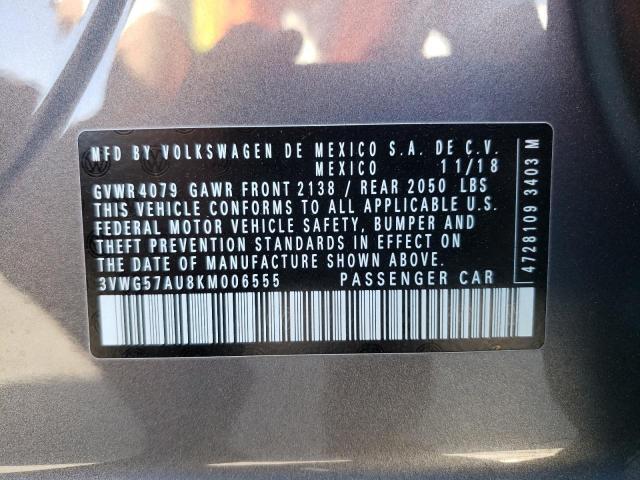 MFD BY VOLKSWAGEN DE MEXICO S.A. DE C.V.
MEXICO 11/18
GVWR4079 GAWR FRONT 2138 / REAR 2050 LBS
THIS VEHICLE CONFORMS TO ALL APPLICABLE U.S.
FEDERAL MOTOR VEHICLE SAFETY, BUMPER AND
THEFT PREVENTION STANDARDS IN EFFECT ON
THE DATE OF MANUFACTURE SHOWN ABOVE.
3VWG57AU8KM006555 PASSENGER CAR
4728109 3403 M